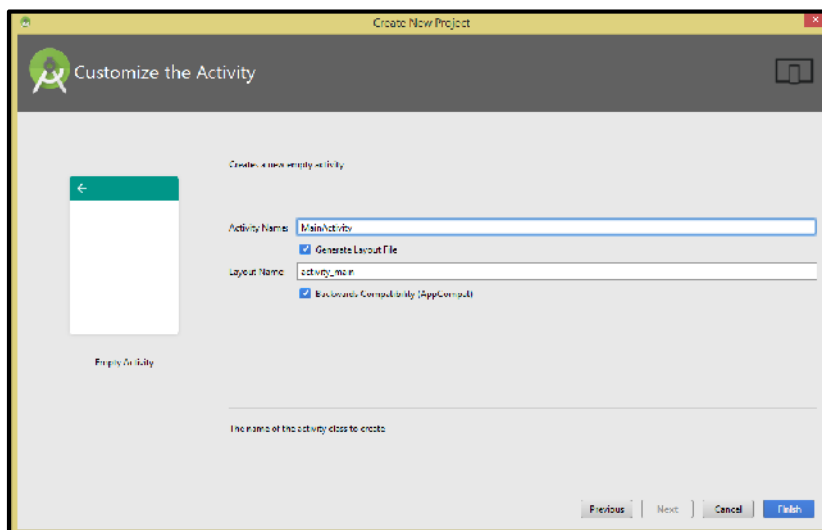 Create New Project
Customize the Activity
Creates a new empty activity
Activity Name: MainActivity
Generate Layout File
Layout Name: activity_main
Backwards Compatibility (AppCompat)
Empty Activity
The name of the activity class to create
Previous Next Cancel Finish